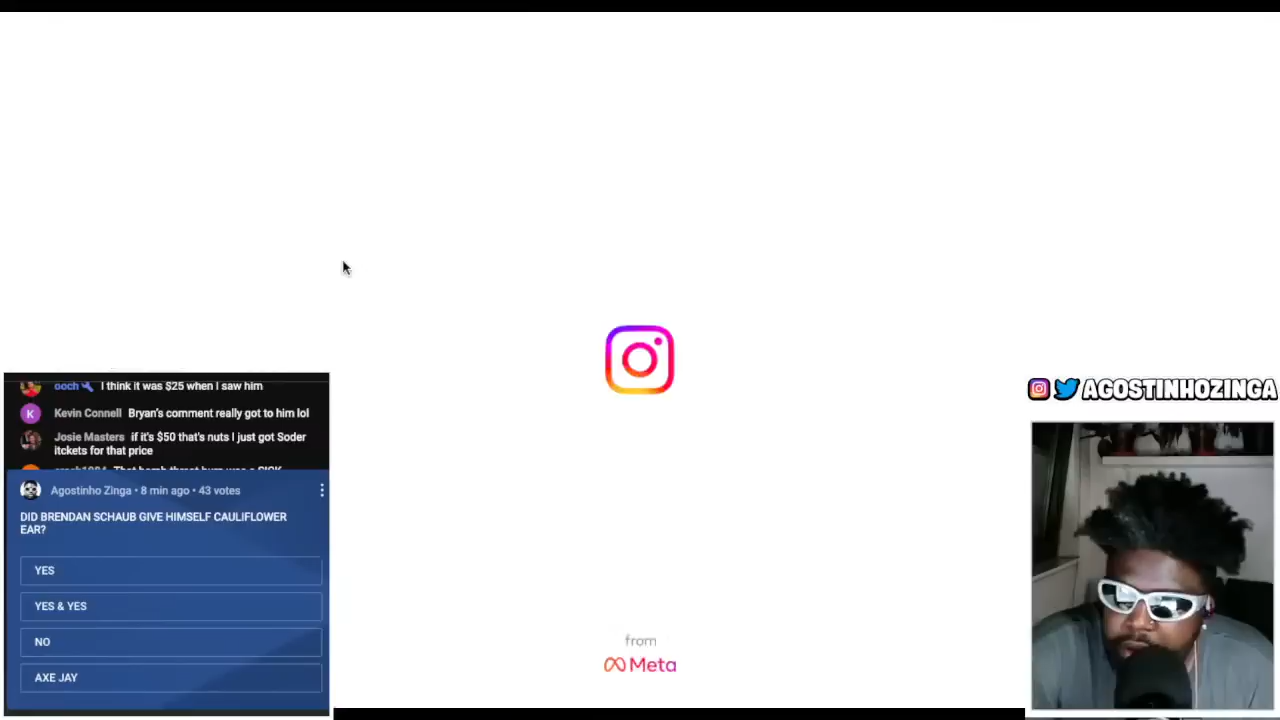 ooch I think it was $25 when I saw him
Kevin Connell Bryan's comment really got to him lol
K
Josie Masters if it's $50 that's nuts I just got Soder
itckets for that price
Agostinho Zinga • 8 min ago • 43 votes
DID BRENDAN SCHAUB GIVE HIMSELF CAULIFLOWER
EAR?
YES
YES & YES
NO
AXE JAY
from
Meta
AGOSTINHOZINGA